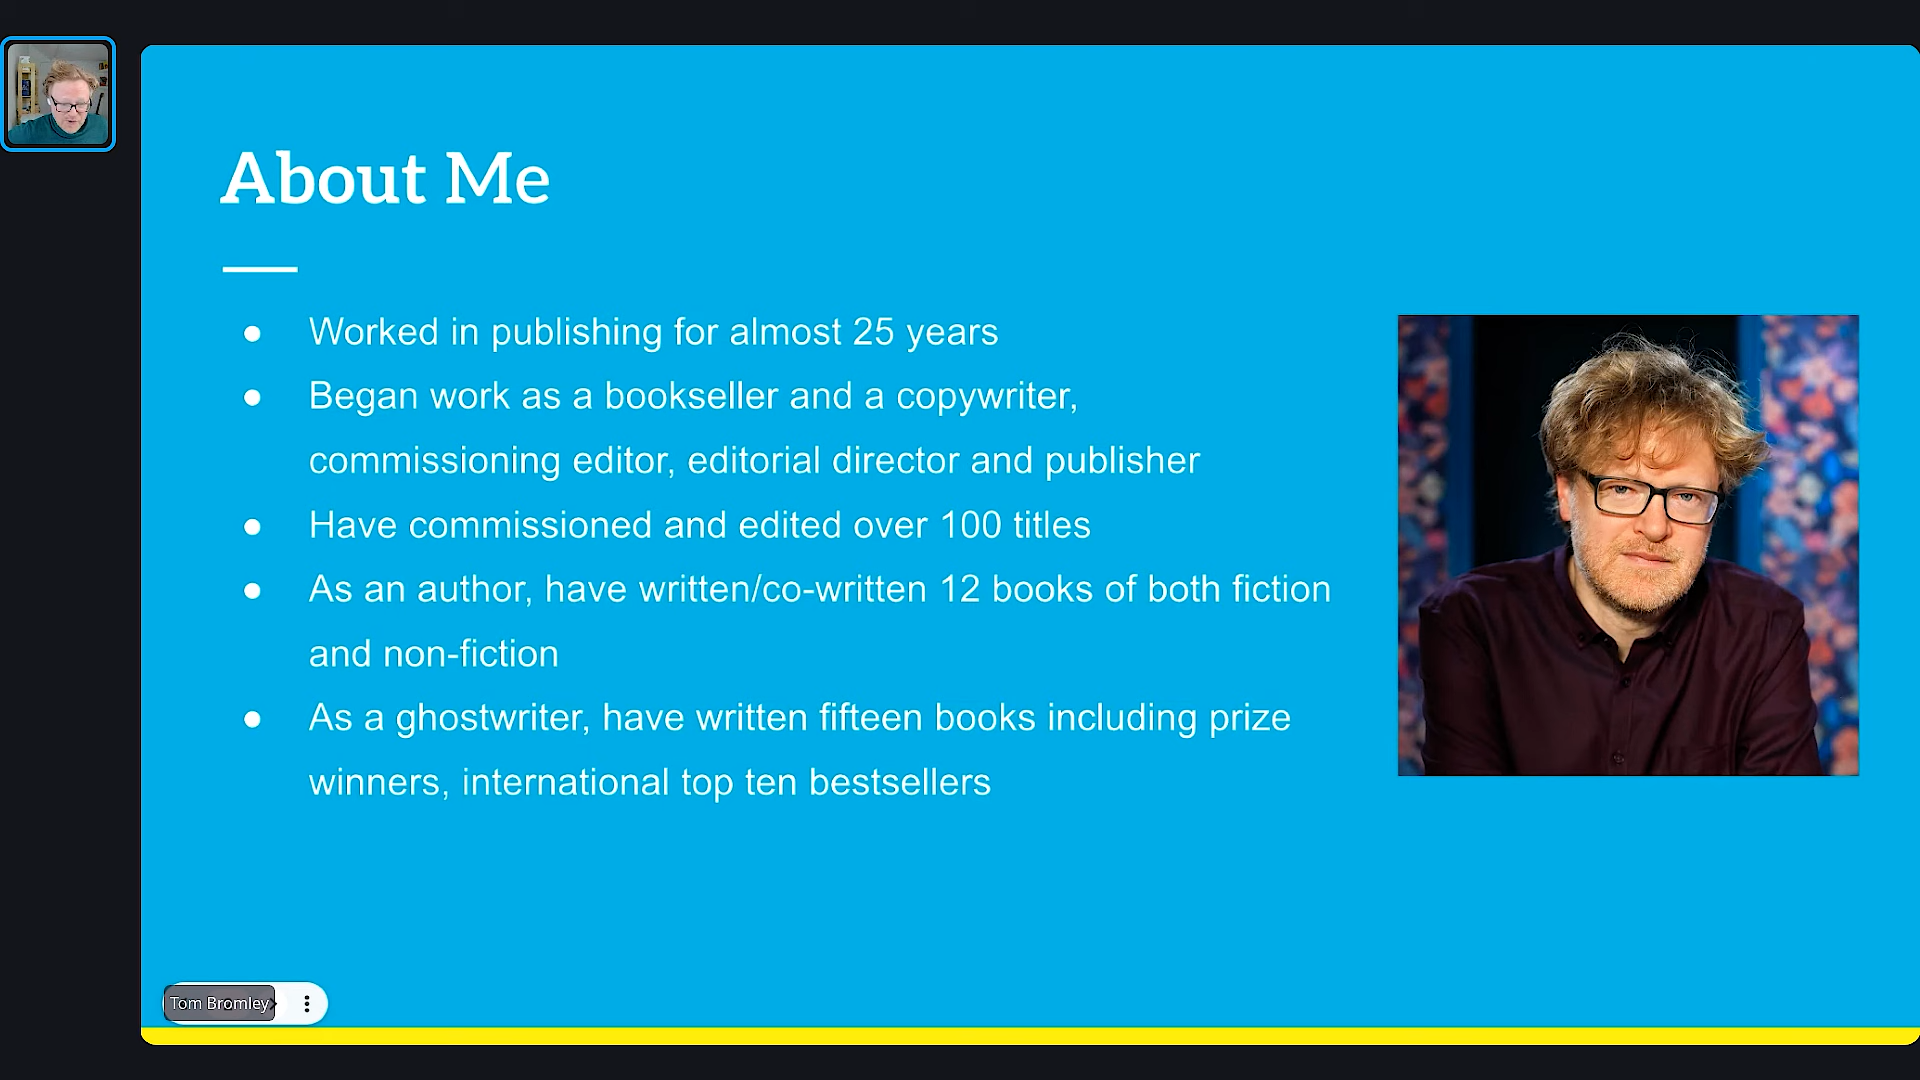 About Me
● Worked in publishing for almost 25 years
● Began work as a bookseller and a copywriter,
commissioning editor, editorial director and publisher
● Have commissioned and edited over 100 titles
● As an author, have written/co-written 12 books of both fiction
and non-fiction
● As a ghostwriter, have written fifteen books including prize
winners, international top ten bestsellers
Tom Bromley